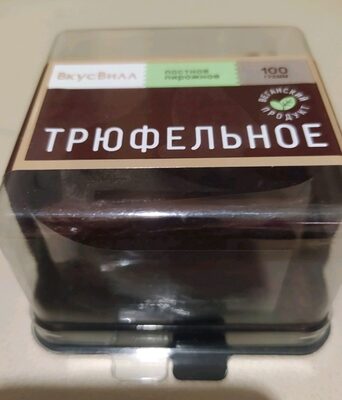 ВкусВилл
постное
пирожное
100
грамм
ВЕГАНСКИЙ
ПРОДУКТ
ТРЮФЕЛЬНОЕ